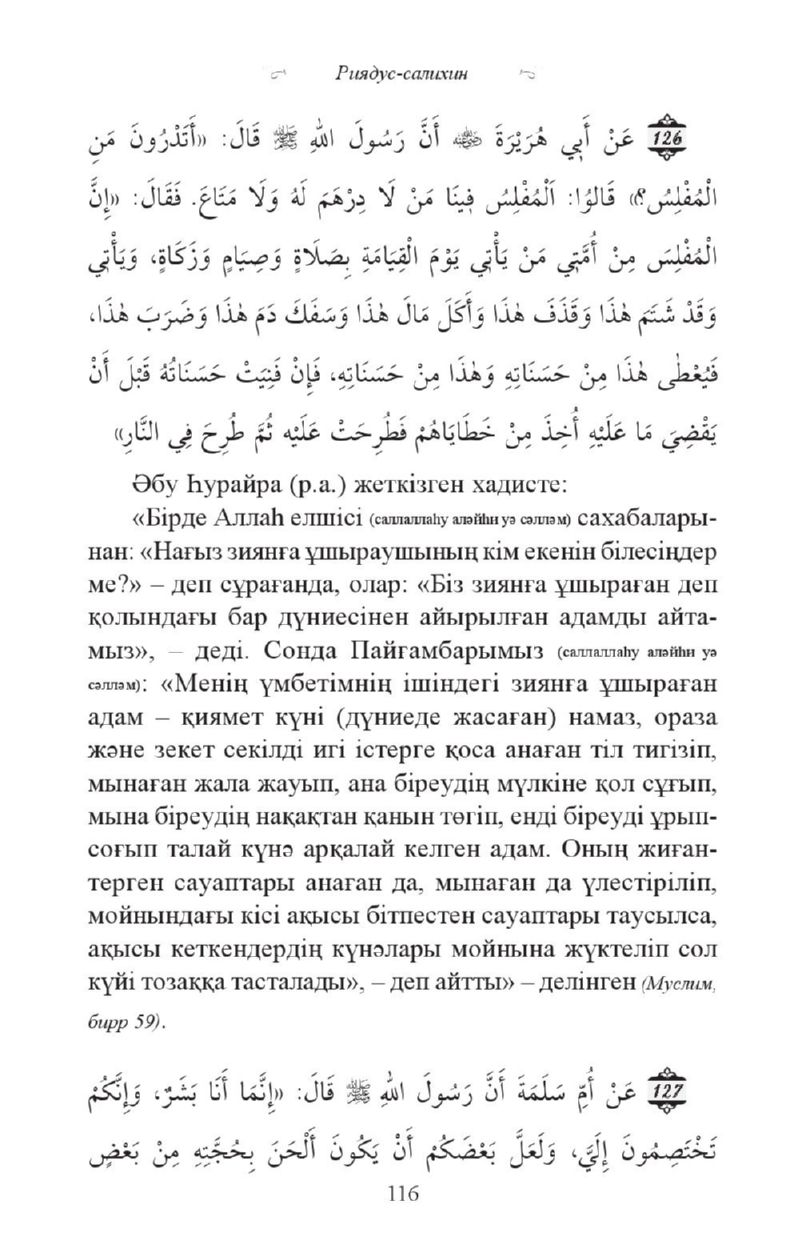 Риядус-салихин
126 عَنْ أَبِي هُرَيْرَةَ ﷺ أَنَّ رَسُولَ اللهِ ﷺ قَالَ: «أَتَدْرُونَ مَنِ
الْمُفْلِسُ؟» قَالُوا: اَلْمُفْلِسُ فِينَا مَنْ لَا دِرْهَمَ لَهُ وَلَا مَتَاعَ. فَقَالَ: «إِنَّ
الْمُفْلِسَ مِنْ أُمَّتِي مَنْ يَأْتِي يَوْمَ الْقِيَامَةِ بِصَلَاةٍ وَصِيَامٍ وَزَكَاةٍ، وَيَأْتِي
وَقَدْ شَتَمَ هٰذَا وَقَذَفَ هٰذَا وَأَكَلَ مَالَ هٰذَا وَسَفَكَ دَمَ هٰذَا وَضَرَبَ هٰذَا،
فَيُعْطٰى هٰذَا مِنْ حَسَنَاتِهِ وَهٰذَا مِنْ حَسَنَاتِهِ، فَإِنْ فَنِيَتْ حَسَنَاتُهُ قَبْلَ أَنْ
يَقْضِيَ مَا عَلَيْهِ أُخِذَ مِنْ خَطَايَاهُمْ فَطُرِحَتْ عَلَيْهِ ثُمَّ طُرِحَ فِي النَّارِ»
Әбу Һурайра (р.а.) жеткізген хадисте:
«Бірде Аллаһ елшісі (саллаллаһу аләйһи уә сәлләм) сахабалары-
нан: «Нағыз зиянға ұшыраушының кім екенін білесіңдер
ме?» – деп сұрағанда, олар: «Біз зиянға ұшыраған деп
қолындағы бар дүниесінен айырылған адамды айта-
мыз», – деді. Сонда Пайғамбарымыз (саллаллаһу аләйһи уә
сәлләм): «Менің үмбетімнің ішіндегі зиянға ұшыраған
адам – қиямет күні (дүниеде жасаған) намаз, ораза
және зекет секілді игі істерге қоса анаған тіл тигізіп,
мынаған жала жауып, ана біреудің мүлкіне қол сұғып,
мына біреудің нақақтан қанын төгіп, енді біреуді ұрып-
соғып талай күнә арқалай келген адам. Оның жиған-
терген сауаптары анаған да, мынаған да үлестіріліп,
мойнындағы кісі ақысы бітпестен сауаптары таусылса,
ақысы кеткендердің күнәлары мойнына жүктеліп сол
күйі тозаққа тасталады», – деп айтты» – делінген (Муслим,
бирр 59).
127 عَنْ أُمِّ سَلَمَةَ أَنَّ رَسُولَ اللهِ ﷺ قَالَ: «إِنَّمَا أَنَا بَشَرٌ، وَإِنَّكُمْ
تَخْتَصِمُونَ إِلَيَّ، وَلَعَلَّ بَعْضَكُمْ أَنْ يَكُونَ أَلْحَنَ بِحُجَّتِهِ مِنْ بَعْضٍ
116